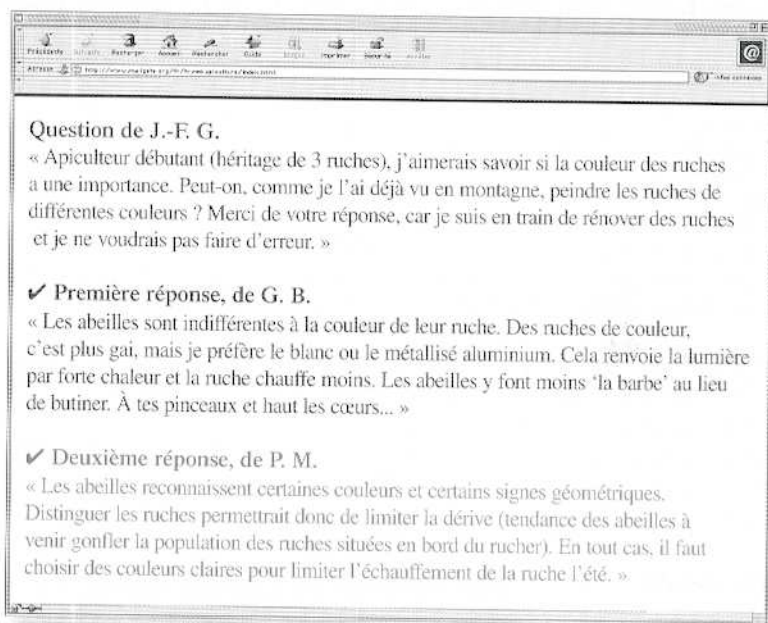 Précédente Recharger Accueil Rechercher Guide Imprimer Sécurité
Adresse
Question de J.-F. G.
« Apiculteur débutant (héritage de 3 ruches), j’aimerais savoir si la couleur des ruches
a une importance. Peut-on, comme je l’ai déjà vu en montagne, peindre les ruches de
différentes couleurs ? Merci de votre réponse, car je suis en train de rénover des ruches
et je ne voudrais pas faire d’erreur. »
✔ Première réponse, de G. B.
« Les abeilles sont indifférentes à la couleur de leur ruche. Des ruches de couleur,
c’est plus gai, mais je préfère le blanc ou le métallisé aluminium. Cela renvoie la lumière
par forte chaleur et la ruche chauffe moins. Les abeilles y font moins ‘la barbe’ au lieu
de butiner. À tes pinceaux et haut les cœurs... »
✔ Deuxième réponse, de P. M.
« Les abeilles reconnaissent certaines couleurs et certains signes géométriques.
Distinguer les ruches permettrait donc de limiter la dérive (tendance des abeilles à
venir gonfler la population des ruches situées en bord du rucher). En tout cas, il faut
choisir des couleurs claires pour limiter l’échauffement de la ruche l’été. »